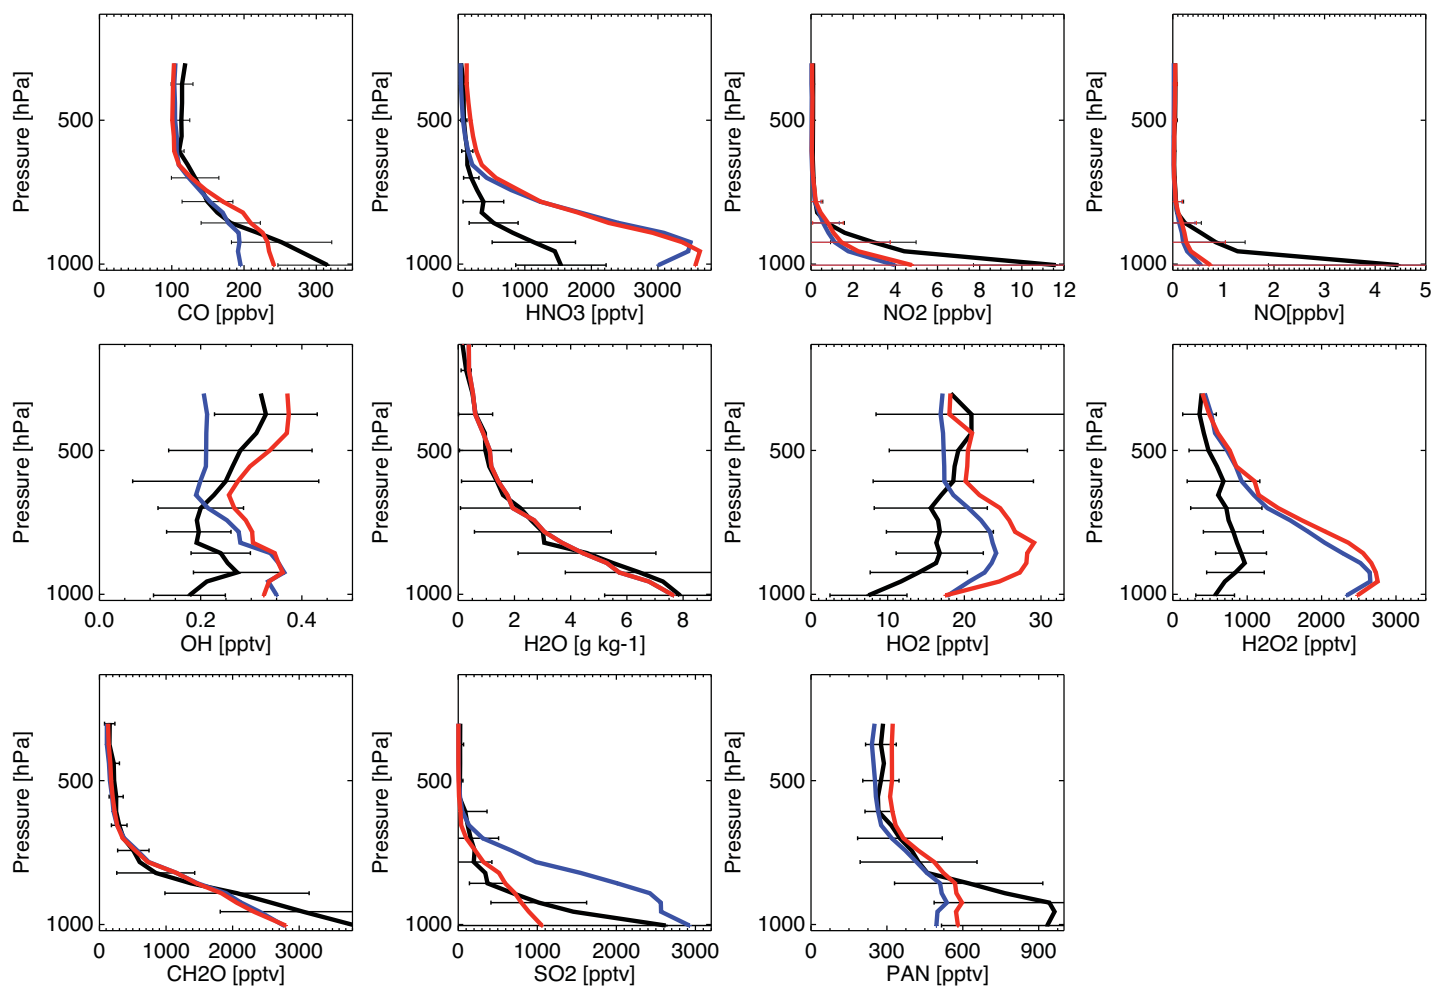 Pressure [hPa]
500
1000
0 100 200 300
CO [ppbv]
Pressure [hPa]
500
1000
0 1000 2000 3000
HNO3 [pptv]
Pressure [hPa]
500
1000
0 2 4 6 8 10 12
NO2 [ppbv]
Pressure [hPa]
500
1000
0 1 2 3 4 5
NO[ppbv]
Pressure [hPa]
500
1000
0.0 0.2 0.4
OH [pptv]
Pressure [hPa]
500
1000
0 2 4 6 8
H2O [g kg-1]
Pressure [hPa]
500
1000
0 10 20 30
HO2 [pptv]
Pressure [hPa]
500
1000
0 1000 2000 3000
H2O2 [pptv]
Pressure [hPa]
500
1000
0 1000 2000 3000
CH2O [pptv]
Pressure [hPa]
500
1000
0 1000 2000 3000
SO2 [pptv]
Pressure [hPa]
500
1000
0 300 600 900
PAN [pptv]